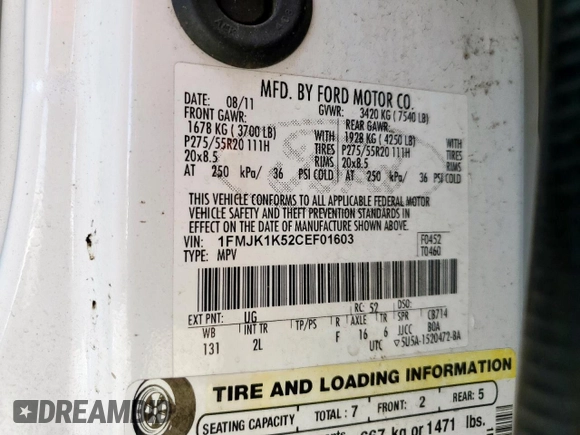 MFD. BY FORD MOTOR CO.
DATE: 08/11 GVWR: 3420 KG ( 7540 LB)
FRONT GAWR: REAR GAWR:
1678 KG ( 3700 LB) WITH 1928 KG ( 4250 LB) WITH
P275/55R20 111H TIRES P275/55R20 111H TIRES
20x8.5 RIMS 20x8.5 RIMS
AT 250 kPa/ 36 PSI COLD AT 250 kPa/ 36 PSI COLD
THIS VEHICLE CONFORMS TO ALL APPLICABLE FEDERAL MOTOR
VEHICLE SAFETY AND THEFT PREVENTION STANDARDS IN
EFFECT ON THE DATE OF MANUFACTURE SHOWN ABOVE.
VIN: 1FMJK1K52CEF01603 F0452
TYPE: MPV T0460
EXT PNT: UG RC: 52 DSO:
WB INT TR TP/PS R AXLE TR SPR CB714
131 2L F 16 6 JJCC BOA
UTC ▽5U5A-1520472-BA
TIRE AND LOADING INFORMATION
SEATING CAPACITY TOTAL : 7 FRONT: 2 REAR: 5
667 kg or 1471 lbs.
DREAMERS